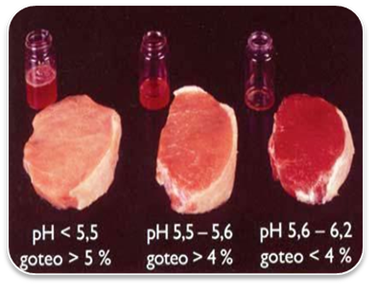 pH < 5,5
goteo > 5 %
pH 5,5 – 5,6
goteo > 4 %
pH 5,6 – 6,2
goteo < 4 %